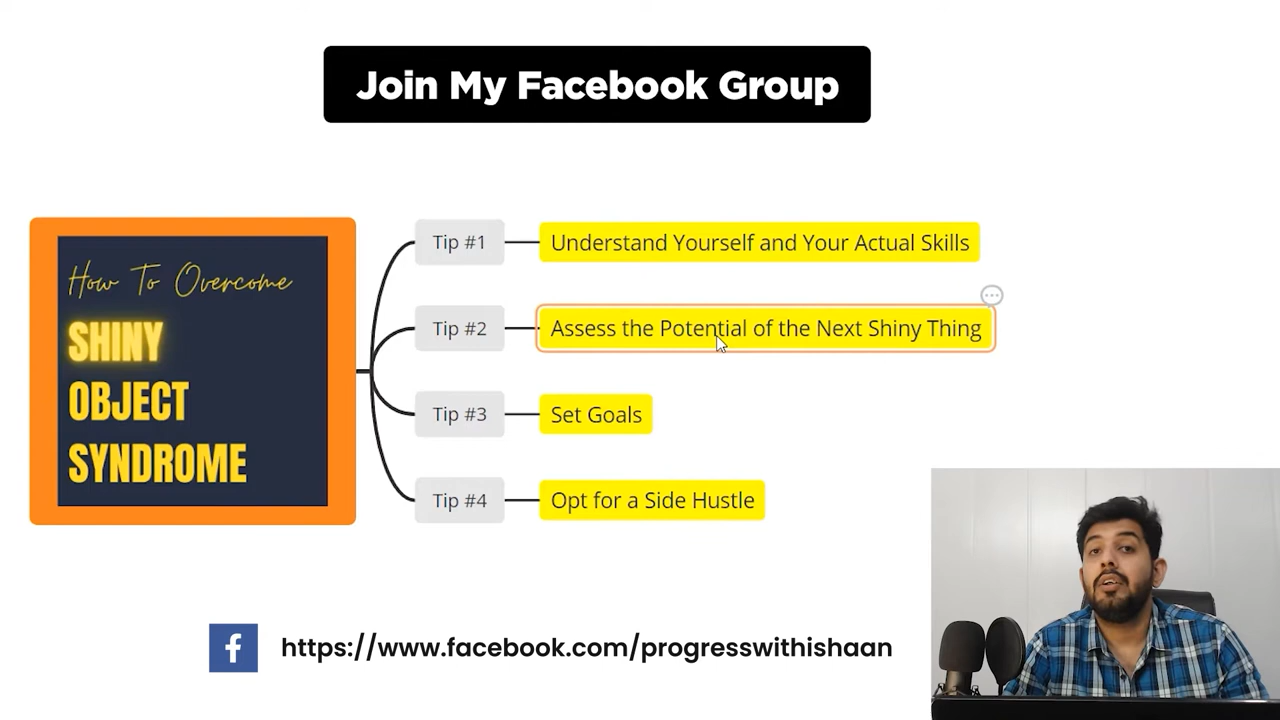 Join My Facebook Group
How To Overcome
SHINY
OBJECT
SYNDROME
Tip #1
Understand Yourself and Your Actual Skills
Tip #2
Assess the Potential of the Next Shiny Thing
Tip #3
Set Goals
Tip #4
Opt for a Side Hustle
f
https://www.facebook.com/progresswithishaan